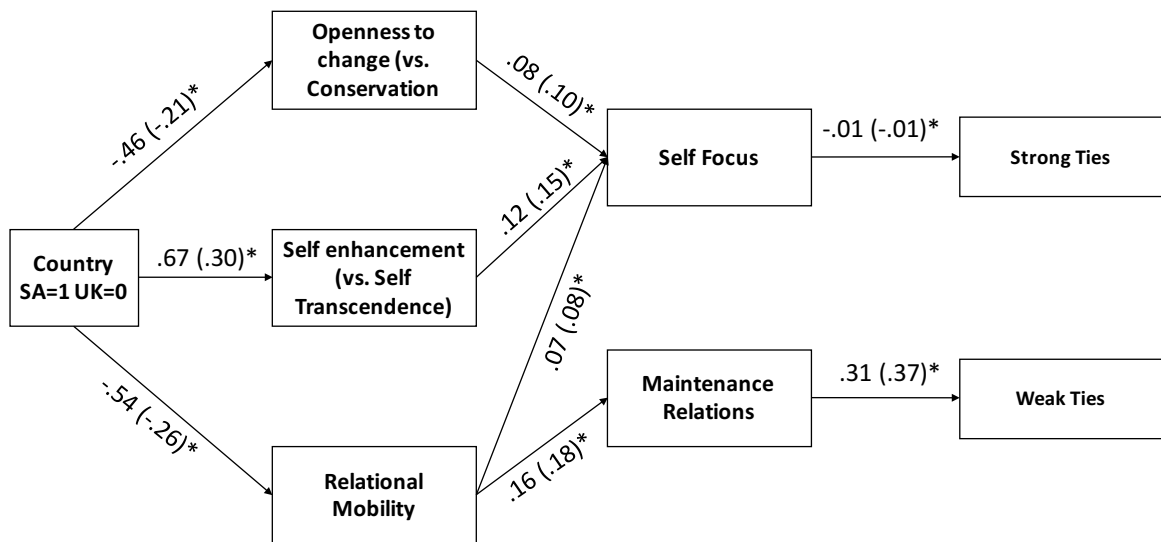 Openness to
change (vs.
Conservation
.08 (.10)*
-.46 (-.21)*
Self Focus
-.01 (-.01)*
Strong Ties
.12 (.15)*
Country
SA=1 UK=0
.67 (.30)*
Self enhancement
(vs. Self
Transcendence)
.07 (.08)*
-.54 (-.26)*
Maintenance
Relations
.31 (.37)*
Weak Ties
.16 (.18)*
Relational
Mobility